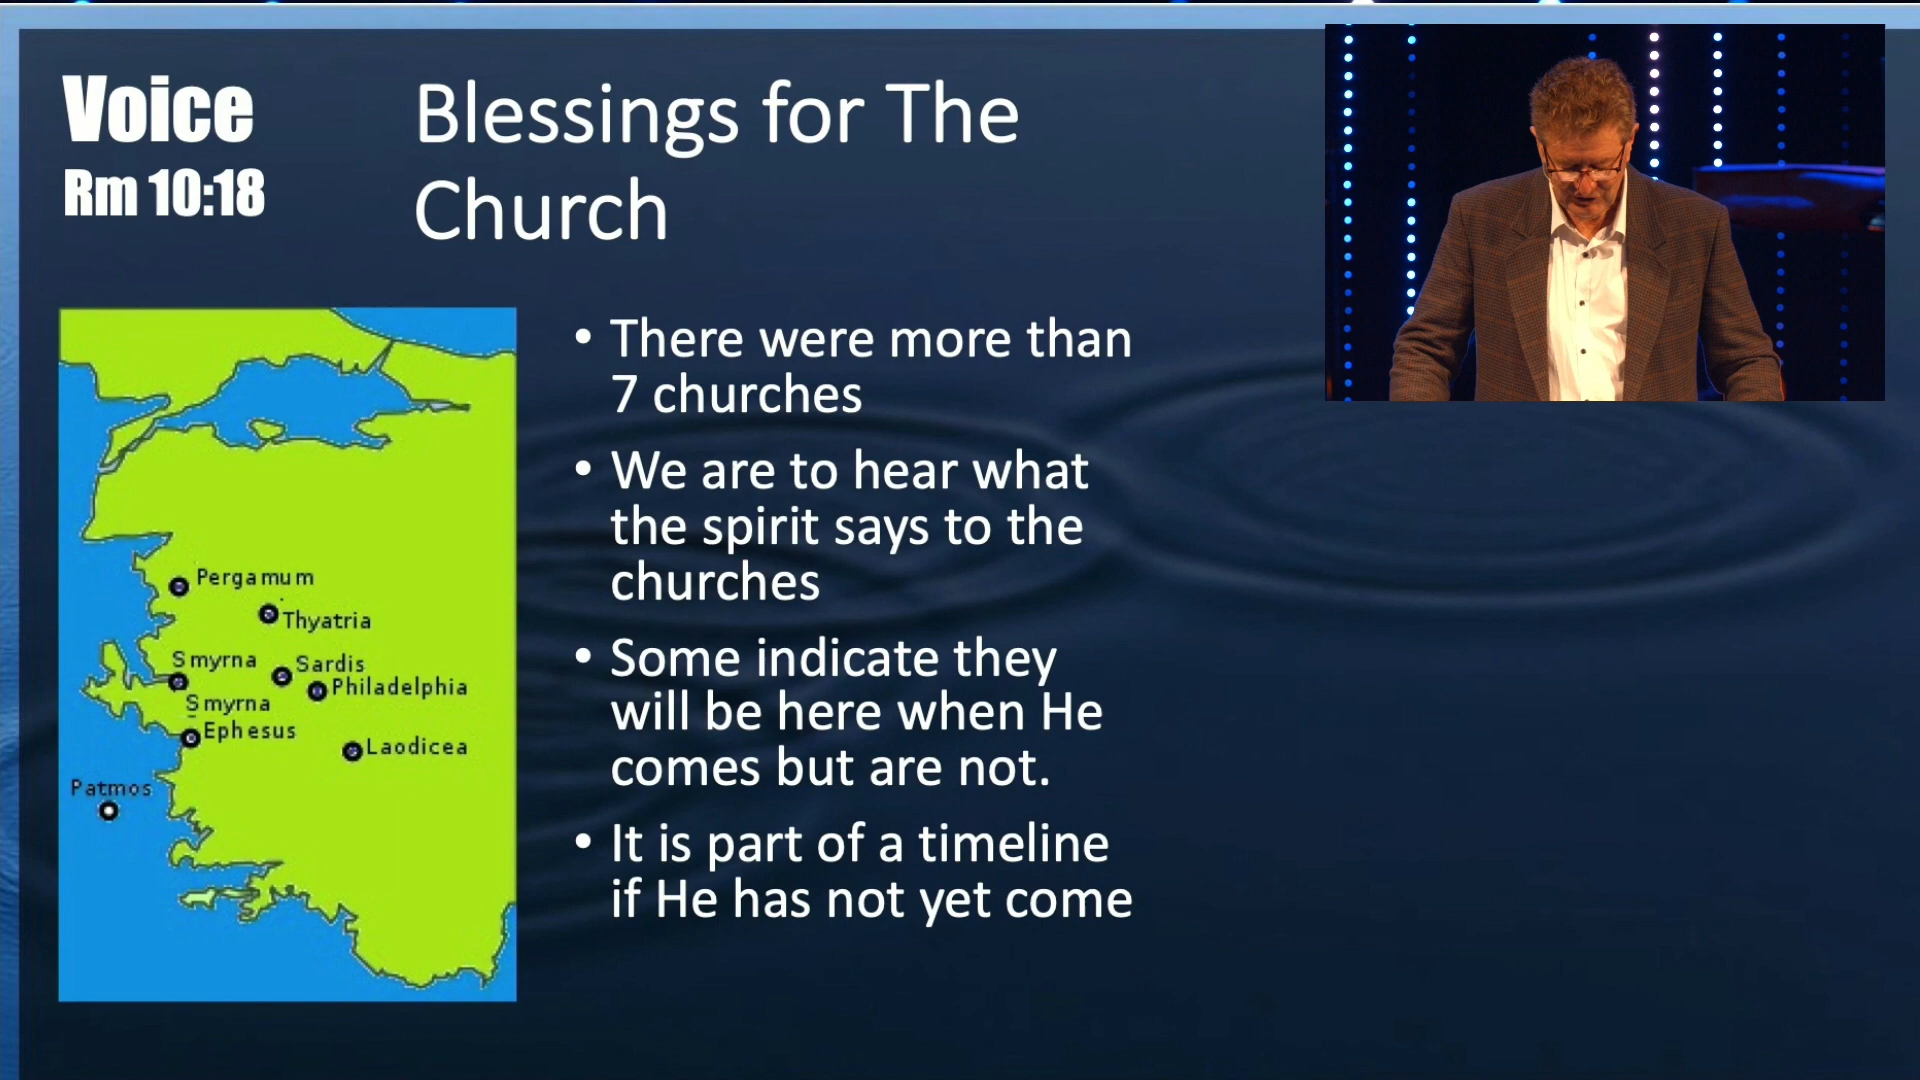 Voice
Rm 10:18
Blessings for The
Church
Pergamum
Thyatria
Smyrna
Sardis
Philadelphia
Smyrna
Ephesus
Laodicea
Patmos
• There were more than
7 churches
• We are to hear what
the spirit says to the
churches
• Some indicate they
will be here when He
comes but are not.
• It is part of a timeline
if He has not yet come